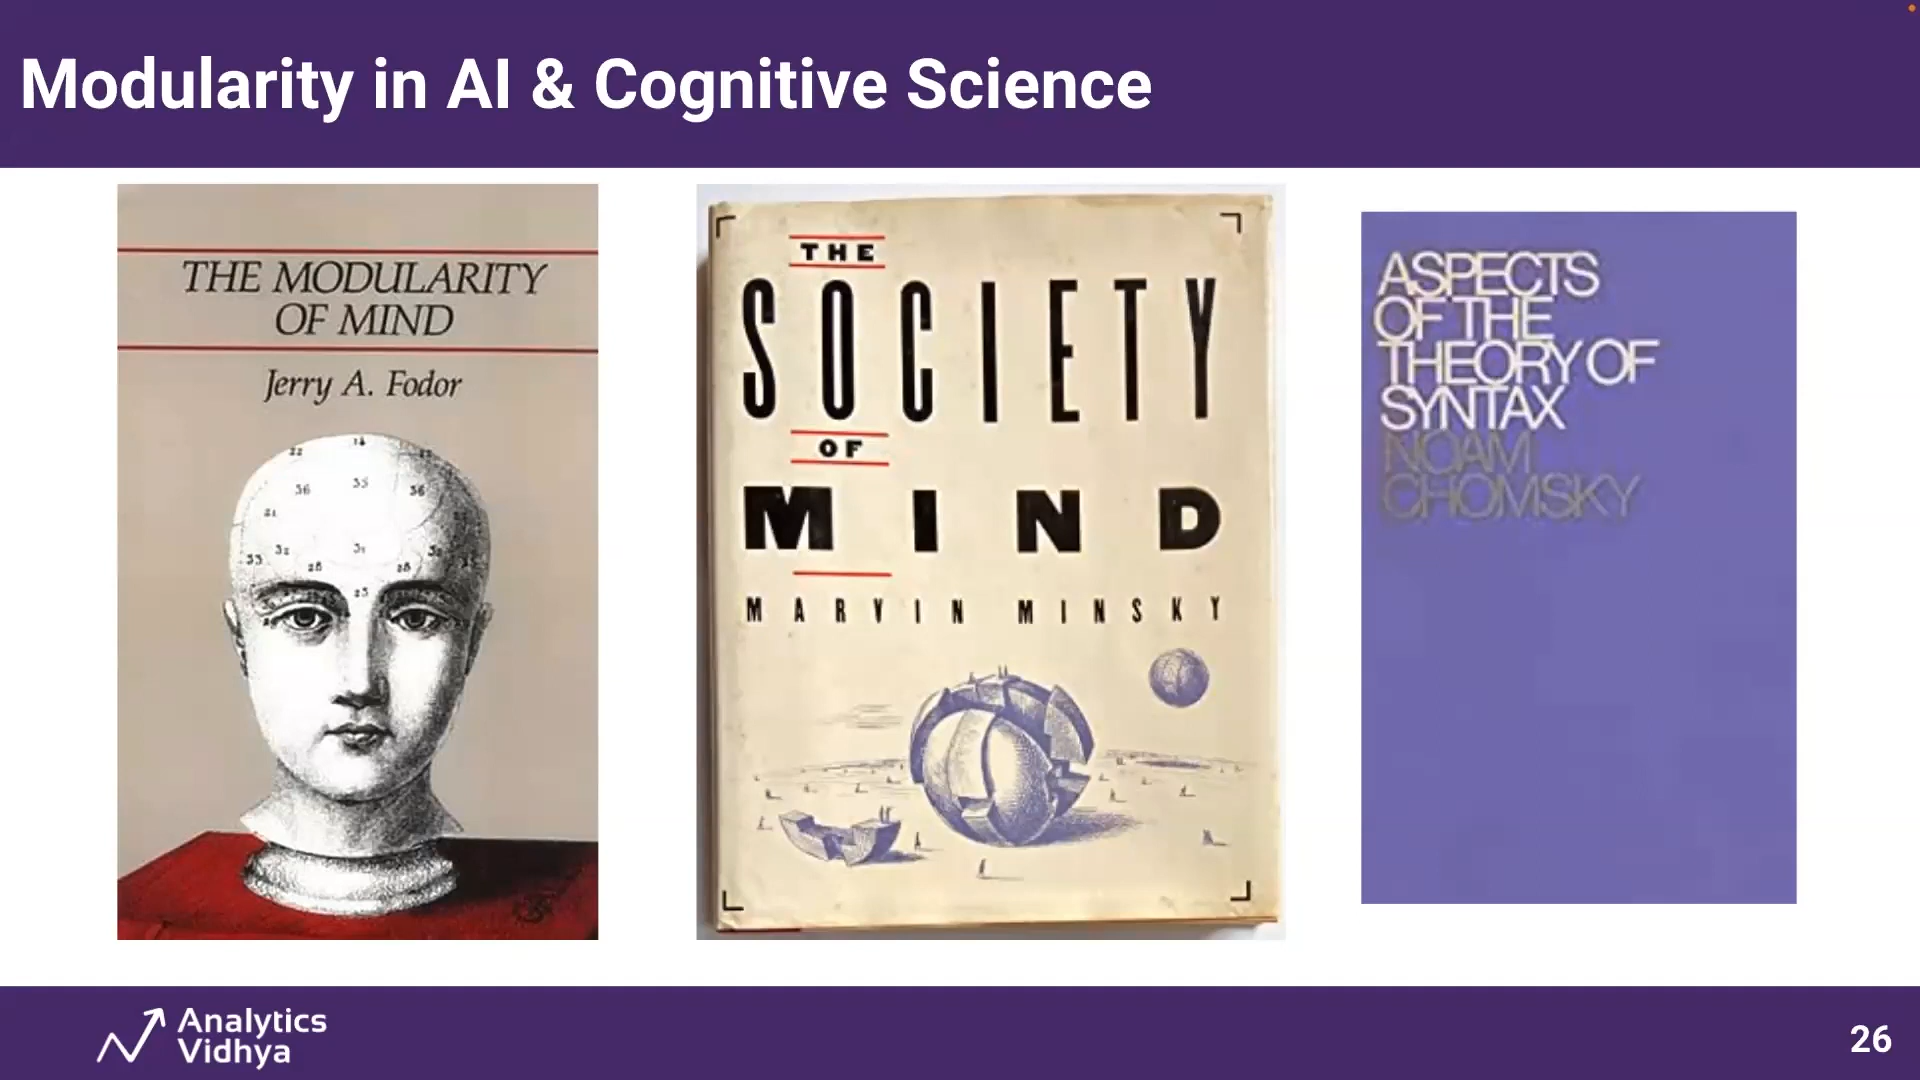 Modularity in AI & Cognitive Science
THE MODULARITY
OF MIND
Jerry A. Fodor
THE
SOCIETY
OF
MIND
MARVIN MINSKY
ASPECTS
OF THE
THEORY OF
SYNTAX
NOAM
CHOMSKY
Analytics
Vidhya
26